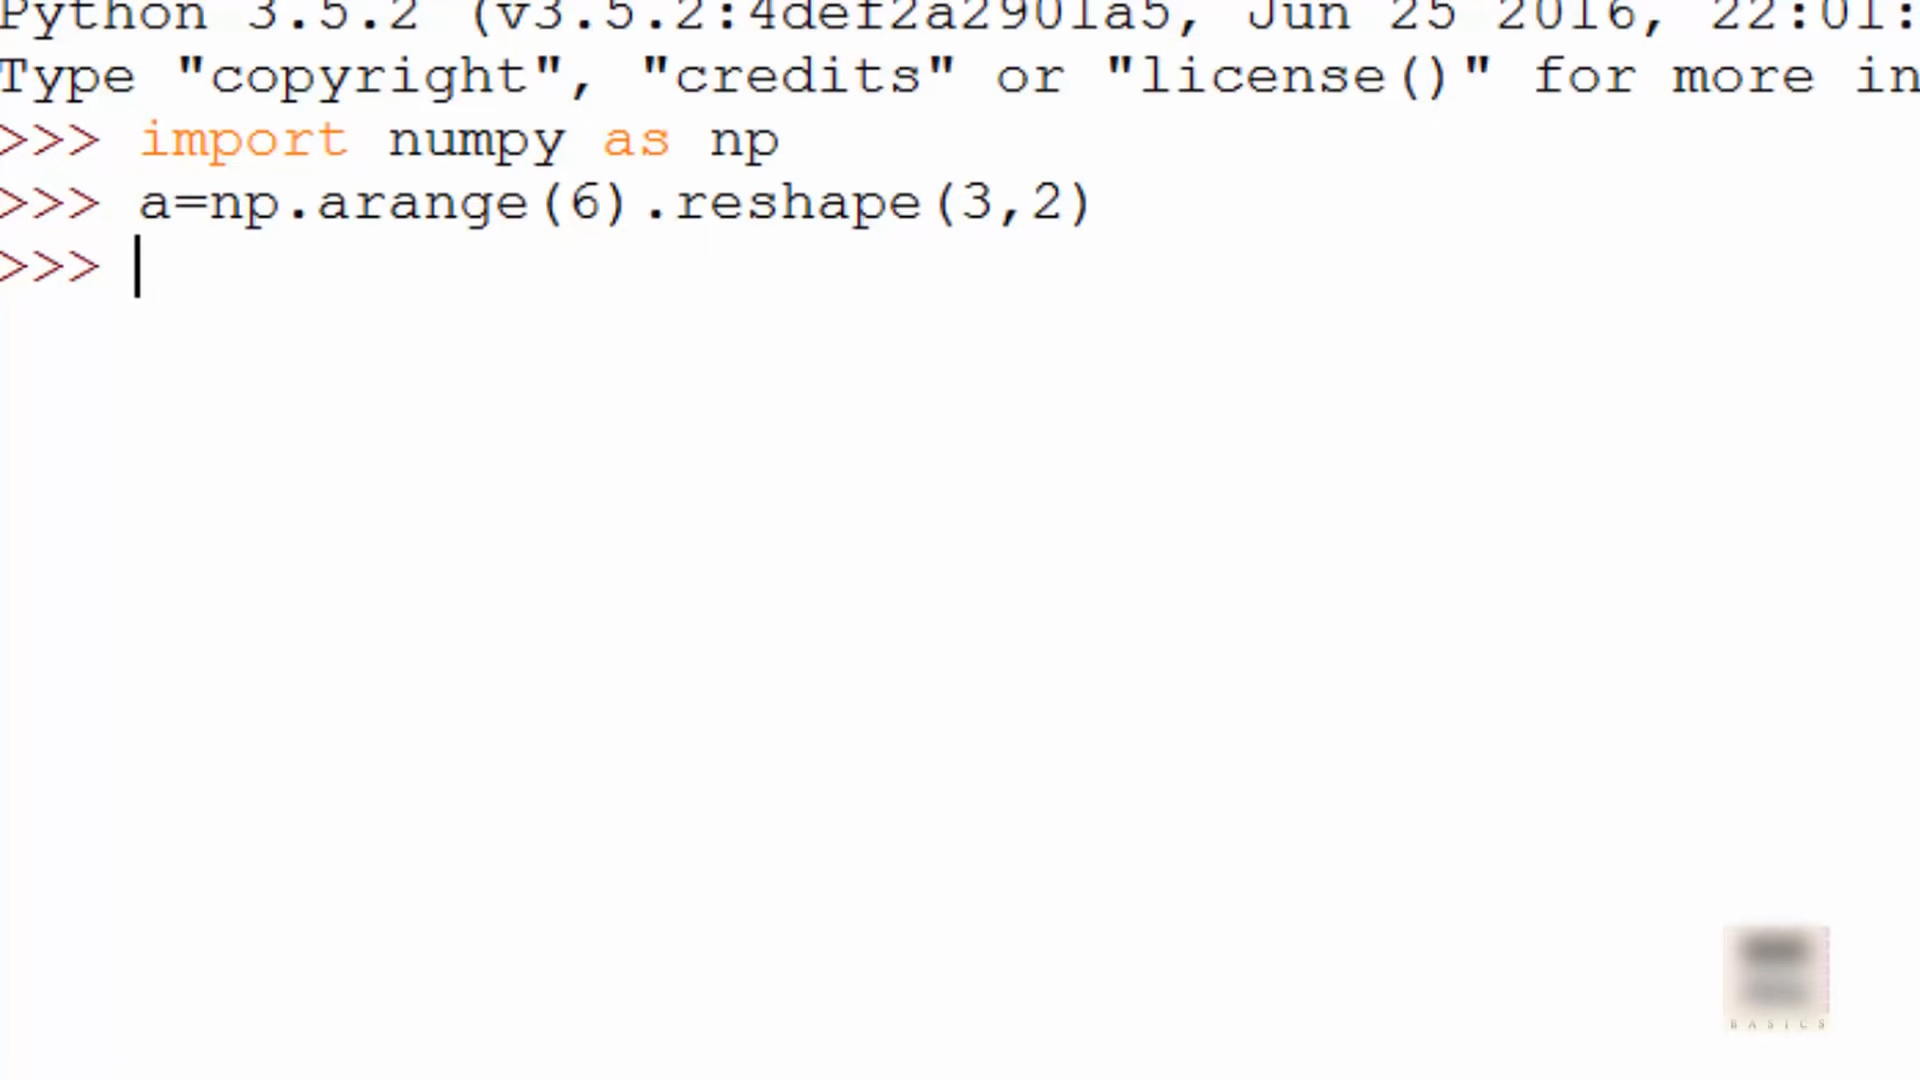 Python 3.5.2 (v3.5.2:4def2a2901a5, Jun 25 2016, 22:01:
Type "copyright", "credits" or "license()" for more in
>>> import numpy as np
>>> a=np.arange(6).reshape(3,2)
>>>
BASICS